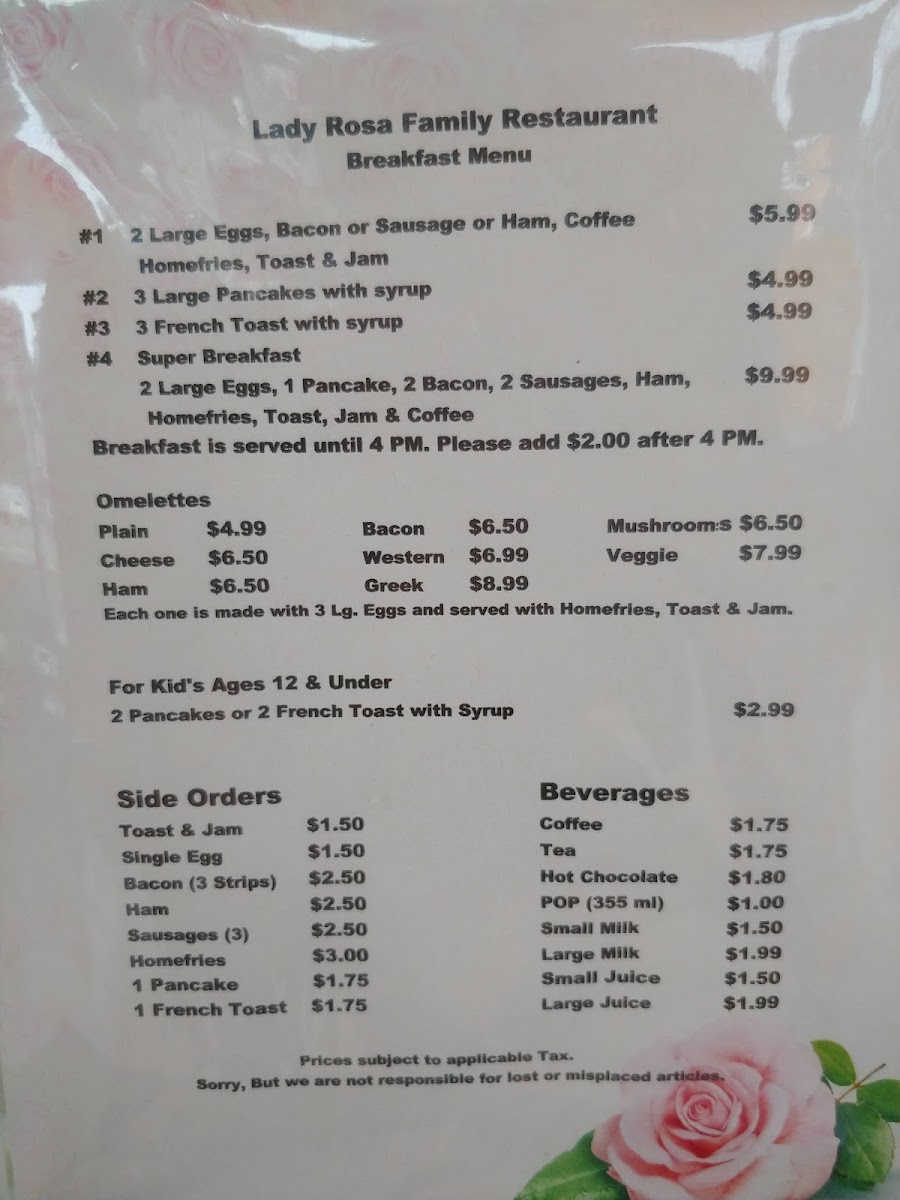 Lady Rosa Family Restaurant
Breakfast Menu
#1 2 Large Eggs, Bacon or Sausage or Ham, Coffee $5.99
Homefries, Toast & Jam
#2 3 Large Pancakes with syrup $4.99
#3 3 French Toast with syrup $4.99
#4 Super Breakfast
2 Large Eggs, 1 Pancake, 2 Bacon, 2 Sausages, Ham, $9.99
Homefries, Toast, Jam & Coffee
Breakfast is served until 4 PM. Please add $2.00 after 4 PM.
Omelettes
Plain $4.99 Bacon $6.50 Mushrooms $6.50
Cheese $6.50 Western $6.99 Veggie $7.99
Ham $6.50 Greek $8.99
Each one is made with 3 Lg. Eggs and served with Homefries, Toast & Jam.
For Kid's Ages 12 & Under
2 Pancakes or 2 French Toast with Syrup $2.99
Side Orders
Toast & Jam $1.50
Single Egg $1.50
Bacon (3 Strips) $2.50
Ham $2.50
Sausages (3) $2.50
Homefries $3.00
1 Pancake $1.75
1 French Toast $1.75
Beverages
Coffee $1.75
Tea $1.75
Hot Chocolate $1.80
POP (355 ml) $1.00
Small Milk $1.50
Large Milk $1.99
Small Juice $1.50
Large Juice $1.99
Prices subject to applicable Tax.
Sorry, But we are not responsible for lost or misplaced articles.